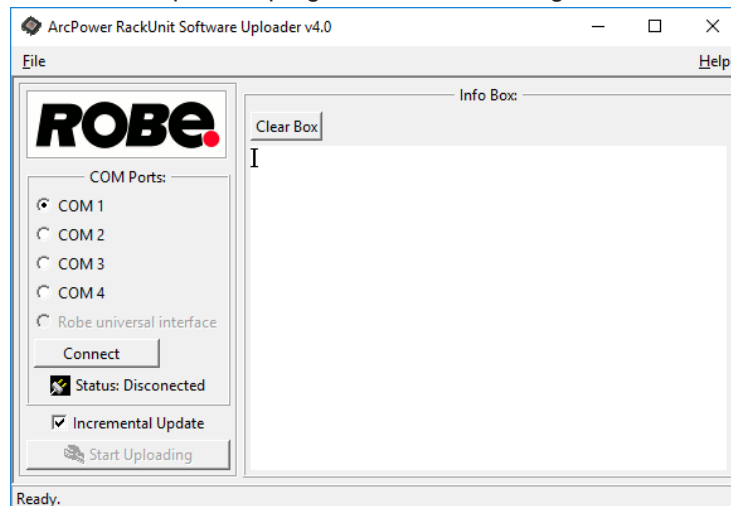 ArcPower RackUnit Software Uploader v4.0
File
Help
ROBE
Info Box:
Clear Box
COM Ports:
COM 1
COM 2
COM 3
COM 4
Robe universal interface
Connect
Status: Disconected
Incremental Update
Start Uploading
Ready.